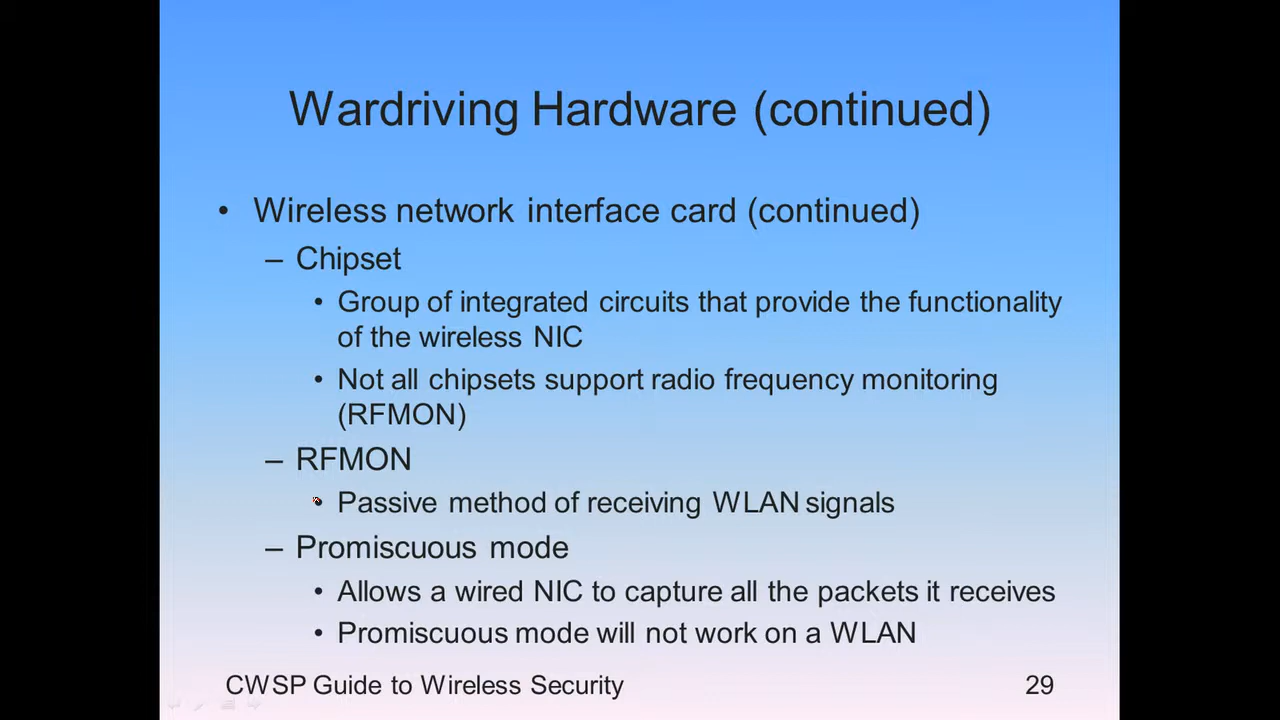 Wardriving Hardware (continued)
• Wireless network interface card (continued)
– Chipset
• Group of integrated circuits that provide the functionality
of the wireless NIC
• Not all chipsets support radio frequency monitoring
(RFMON)
– RFMON
• Passive method of receiving WLAN signals
– Promiscuous mode
• Allows a wired NIC to capture all the packets it receives
• Promiscuous mode will not work on a WLAN
CWSP Guide to Wireless Security 29